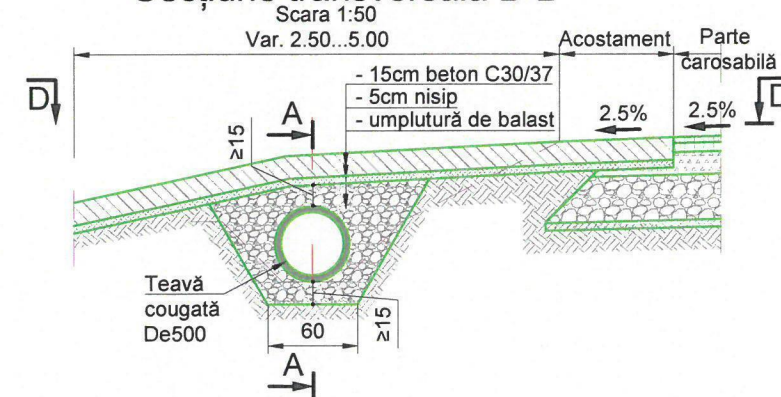 Scara 1:50
Var. 2.50...5.00
Acostament
Parte
carosabilă
D
A
- 15cm beton C30/37
- 5cm nisip
- umplutură de balast
2.5%
2.5%
D
≥15
Teavă
cougată
De500
60
≥15
A